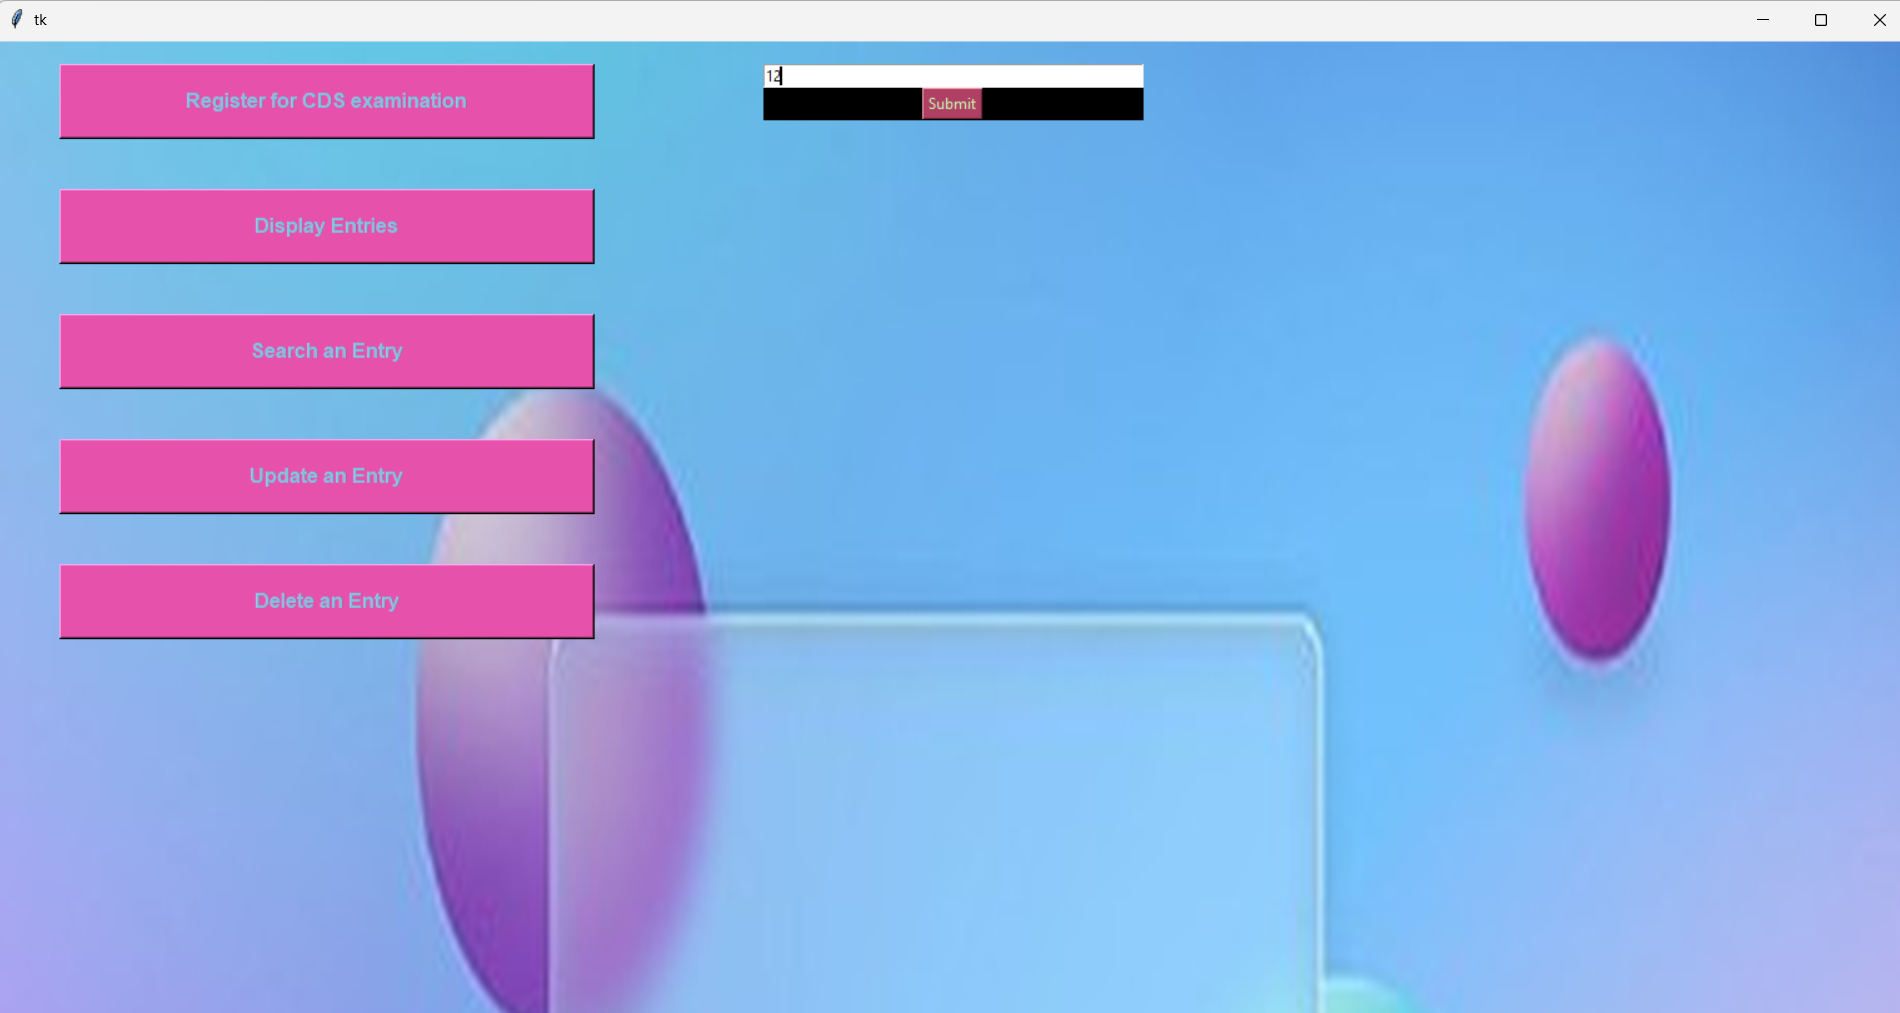 tk
Register for CDS examination
12
Submit
Display Entries
Search an Entry
Update an Entry
Delete an Entry